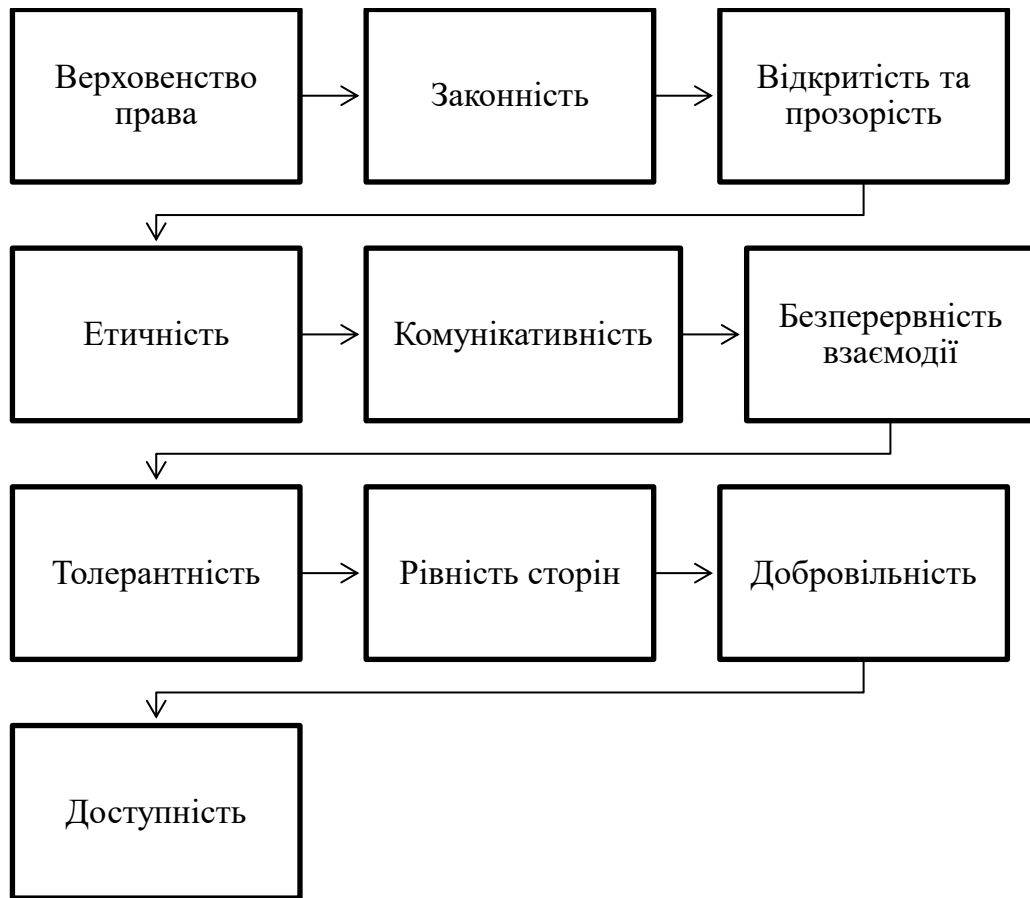 Верховенство
права
Законність
Відкритість та
прозорість
Етичність
Комунікативність
Безперервність
взаємодії
Толерантність
Рівність сторін
Добровільність
Доступність